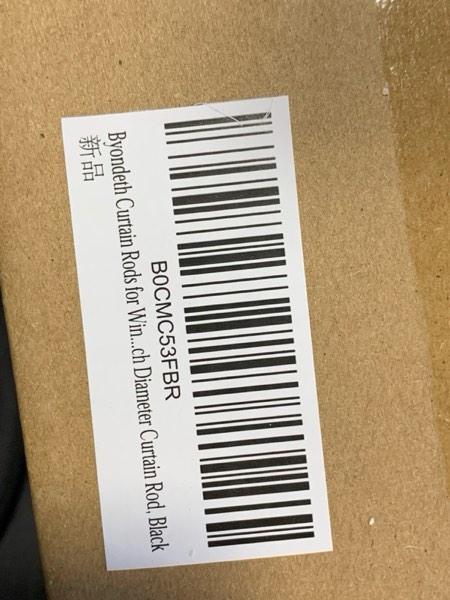 B0CMC53FBR
Byondeth Curtain Rods for Win...ch Diameter Curtain Rod, Black
新品